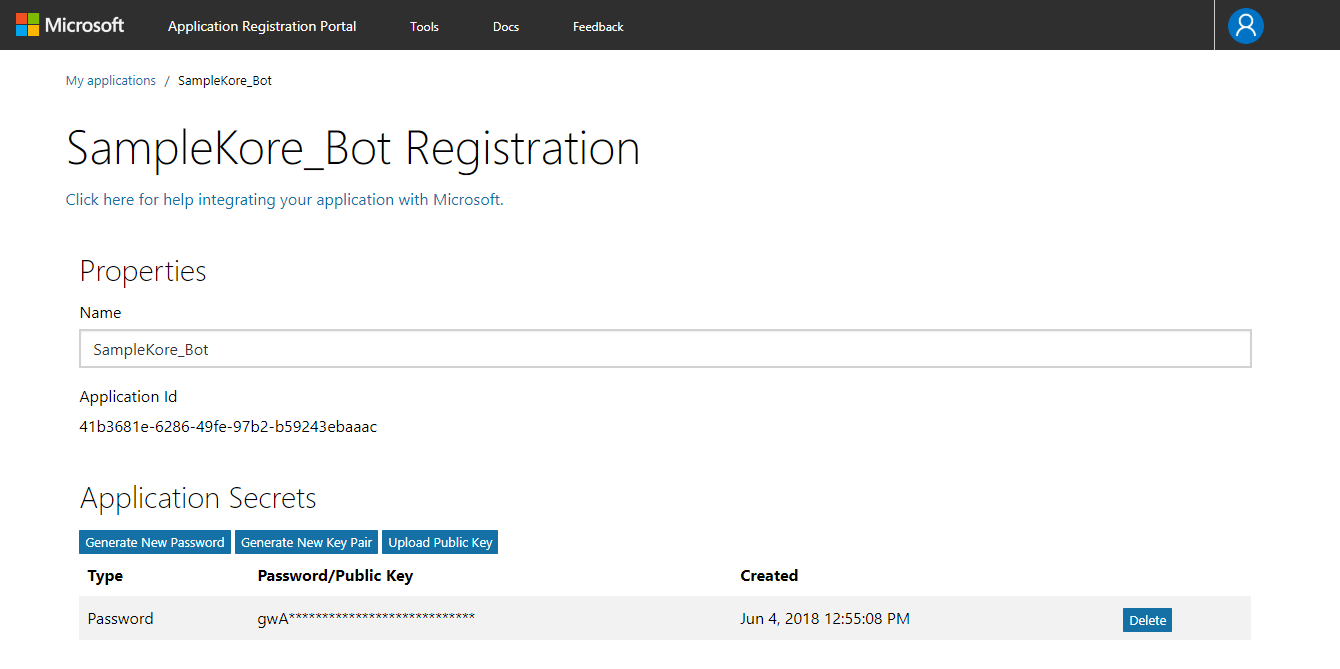 Microsoft Application Registration Portal Tools Docs Feedback
My applications / SampleKore_Bot
SampleKore_Bot Registration
Click here for help integrating your application with Microsoft.
Properties
Name
SampleKore_Bot
Application Id
41b3681e-6286-49fe-97b2-b59243ebaaac
Application Secrets
Generate New Password Generate New Key Pair Upload Public Key
Type Password/Public Key Created
Password gwA**************************** Jun 4, 2018 12:55:08 PM Delete